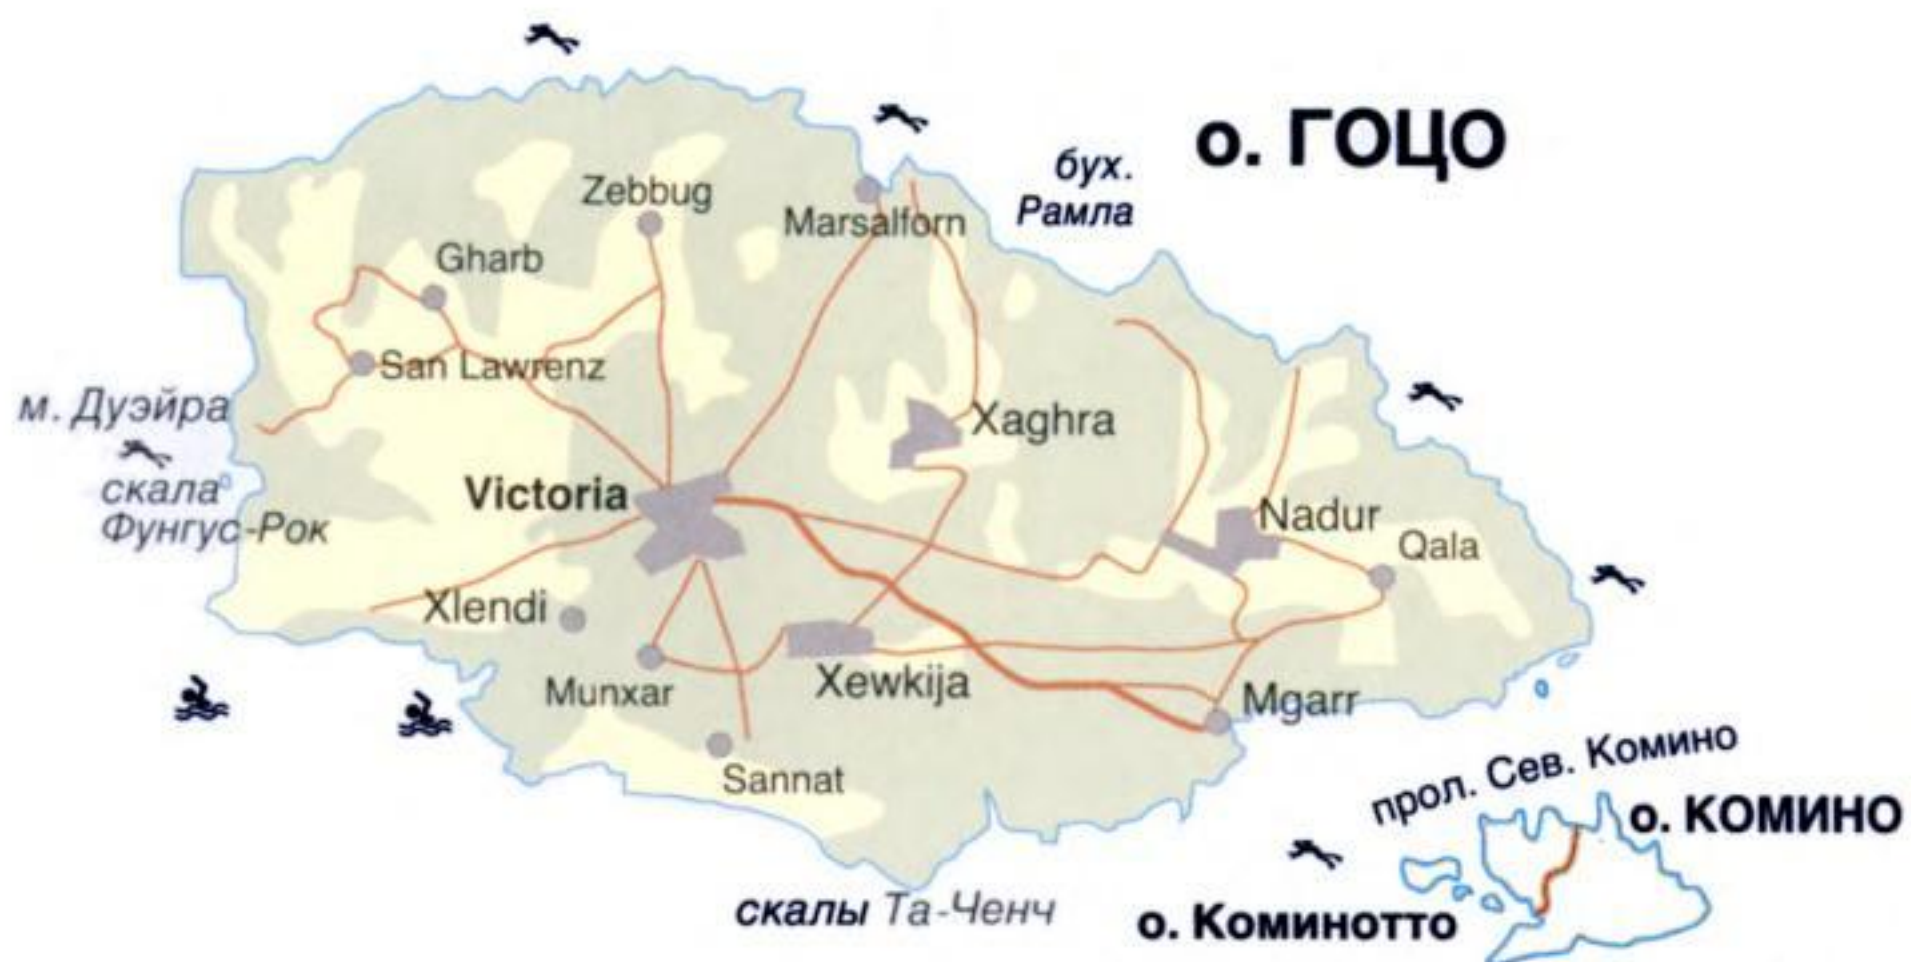 о. ГОЦО
бух.
Рамла
Zebbug
Marsalforn
Gharb
San Lawrenz
м. Дуэйра
Xaghra
скала
Фунгус-Рок
Victoria
Nadur
Qala
Xlendi
Munxar
Xewkija
Mgarr
Sannat
прол. Сев. Комино
о. КОМИНО
скалы Та-Ченч
о. Коминотто